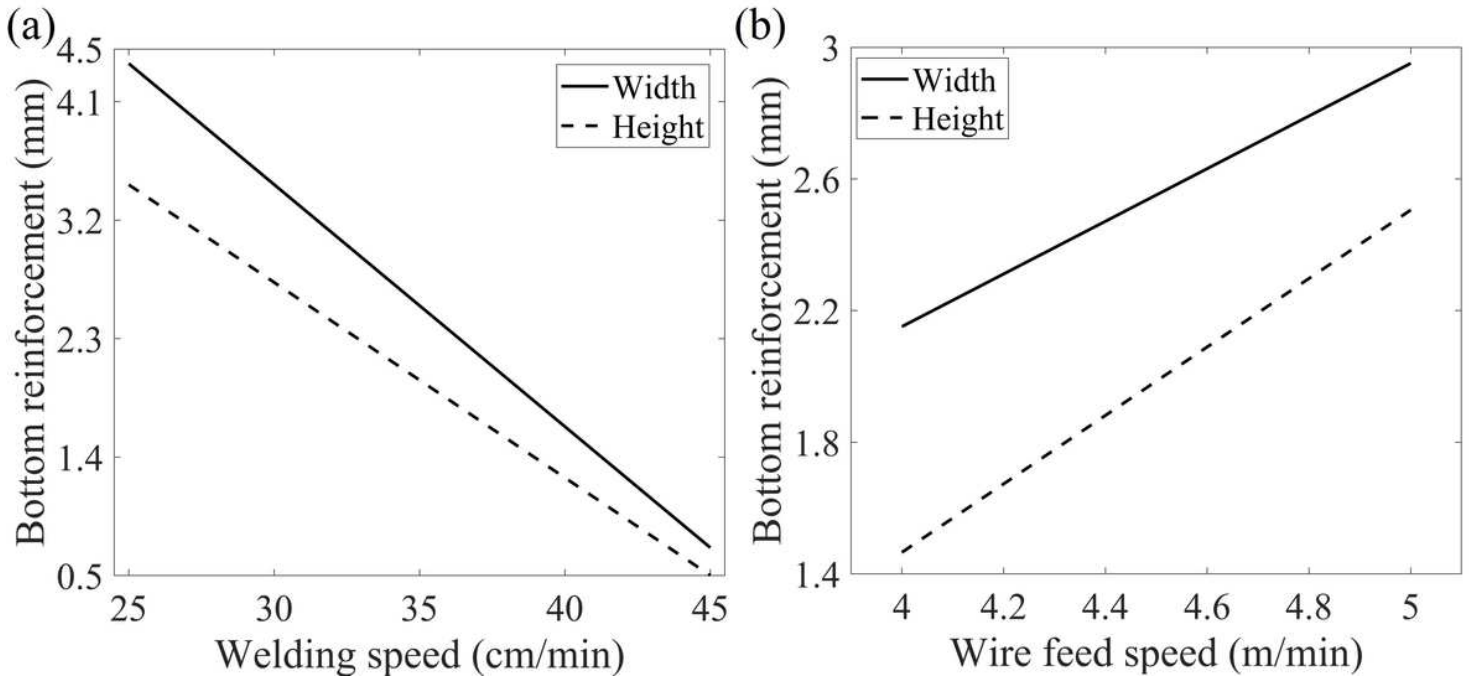 (a)
Bottom reinforcement (mm)
4.5
4.1
3.2
2.3
1.4
0.5
Width
Height
25 30 35 40 45
Welding speed (cm/min)
(b)
Bottom reinforcement (mm)
3
2.6
2.2
1.8
1.4
Width
Height
4 4.2 4.4 4.6 4.8 5
Wire feed speed (m/min)